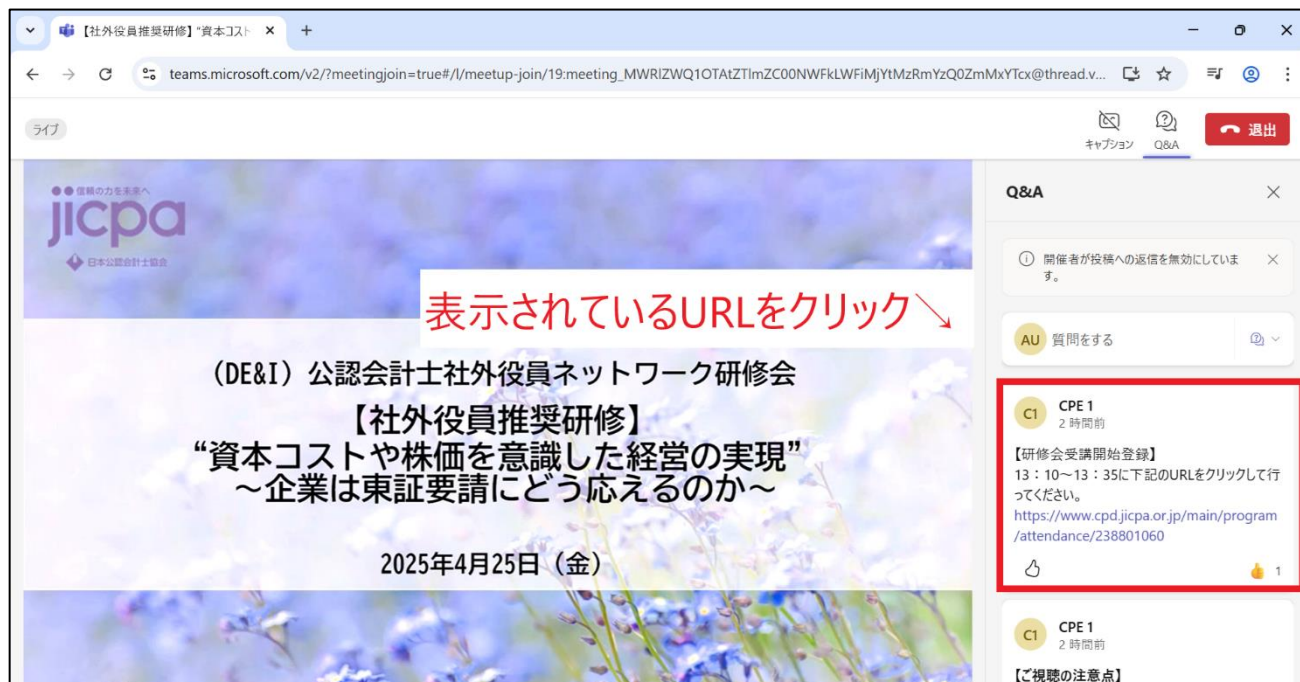 【社外役員推奨研修】"資本コスト
teams.microsoft.com/v2/?meetingjoin=true#/l/meetup-join/19:meeting_MWRlZWQ1OTAtZTlmZC00NWFkLWFiMjYtMzRmYzQ0ZmMxYTcx@thread.v...
ライブ
キャプション
Q&A
退出
信頼の力を未来へ
jicpa
日本公認会計士協会
表示されているURLをクリック↘
（DE&I）公認会計士社外役員ネットワーク研修会
【社外役員推奨研修】
“資本コストや株価を意識した経営の実現”
～企業は東証要請にどう応えるのか～
2025年4月25日（金）
Q&A
開催者が投稿への返信を無効にしていま
す。
AU 質問をする
C1 CPE 1
2 時間前
【研修会受講開始登録】
13：10～13：35に下記のURLをクリックして行
ってください。
https://www.cpd.jicpa.or.jp/main/program
/attendance/238801060
1
C1 CPE 1
2 時間前
【ご視聴の注意点】